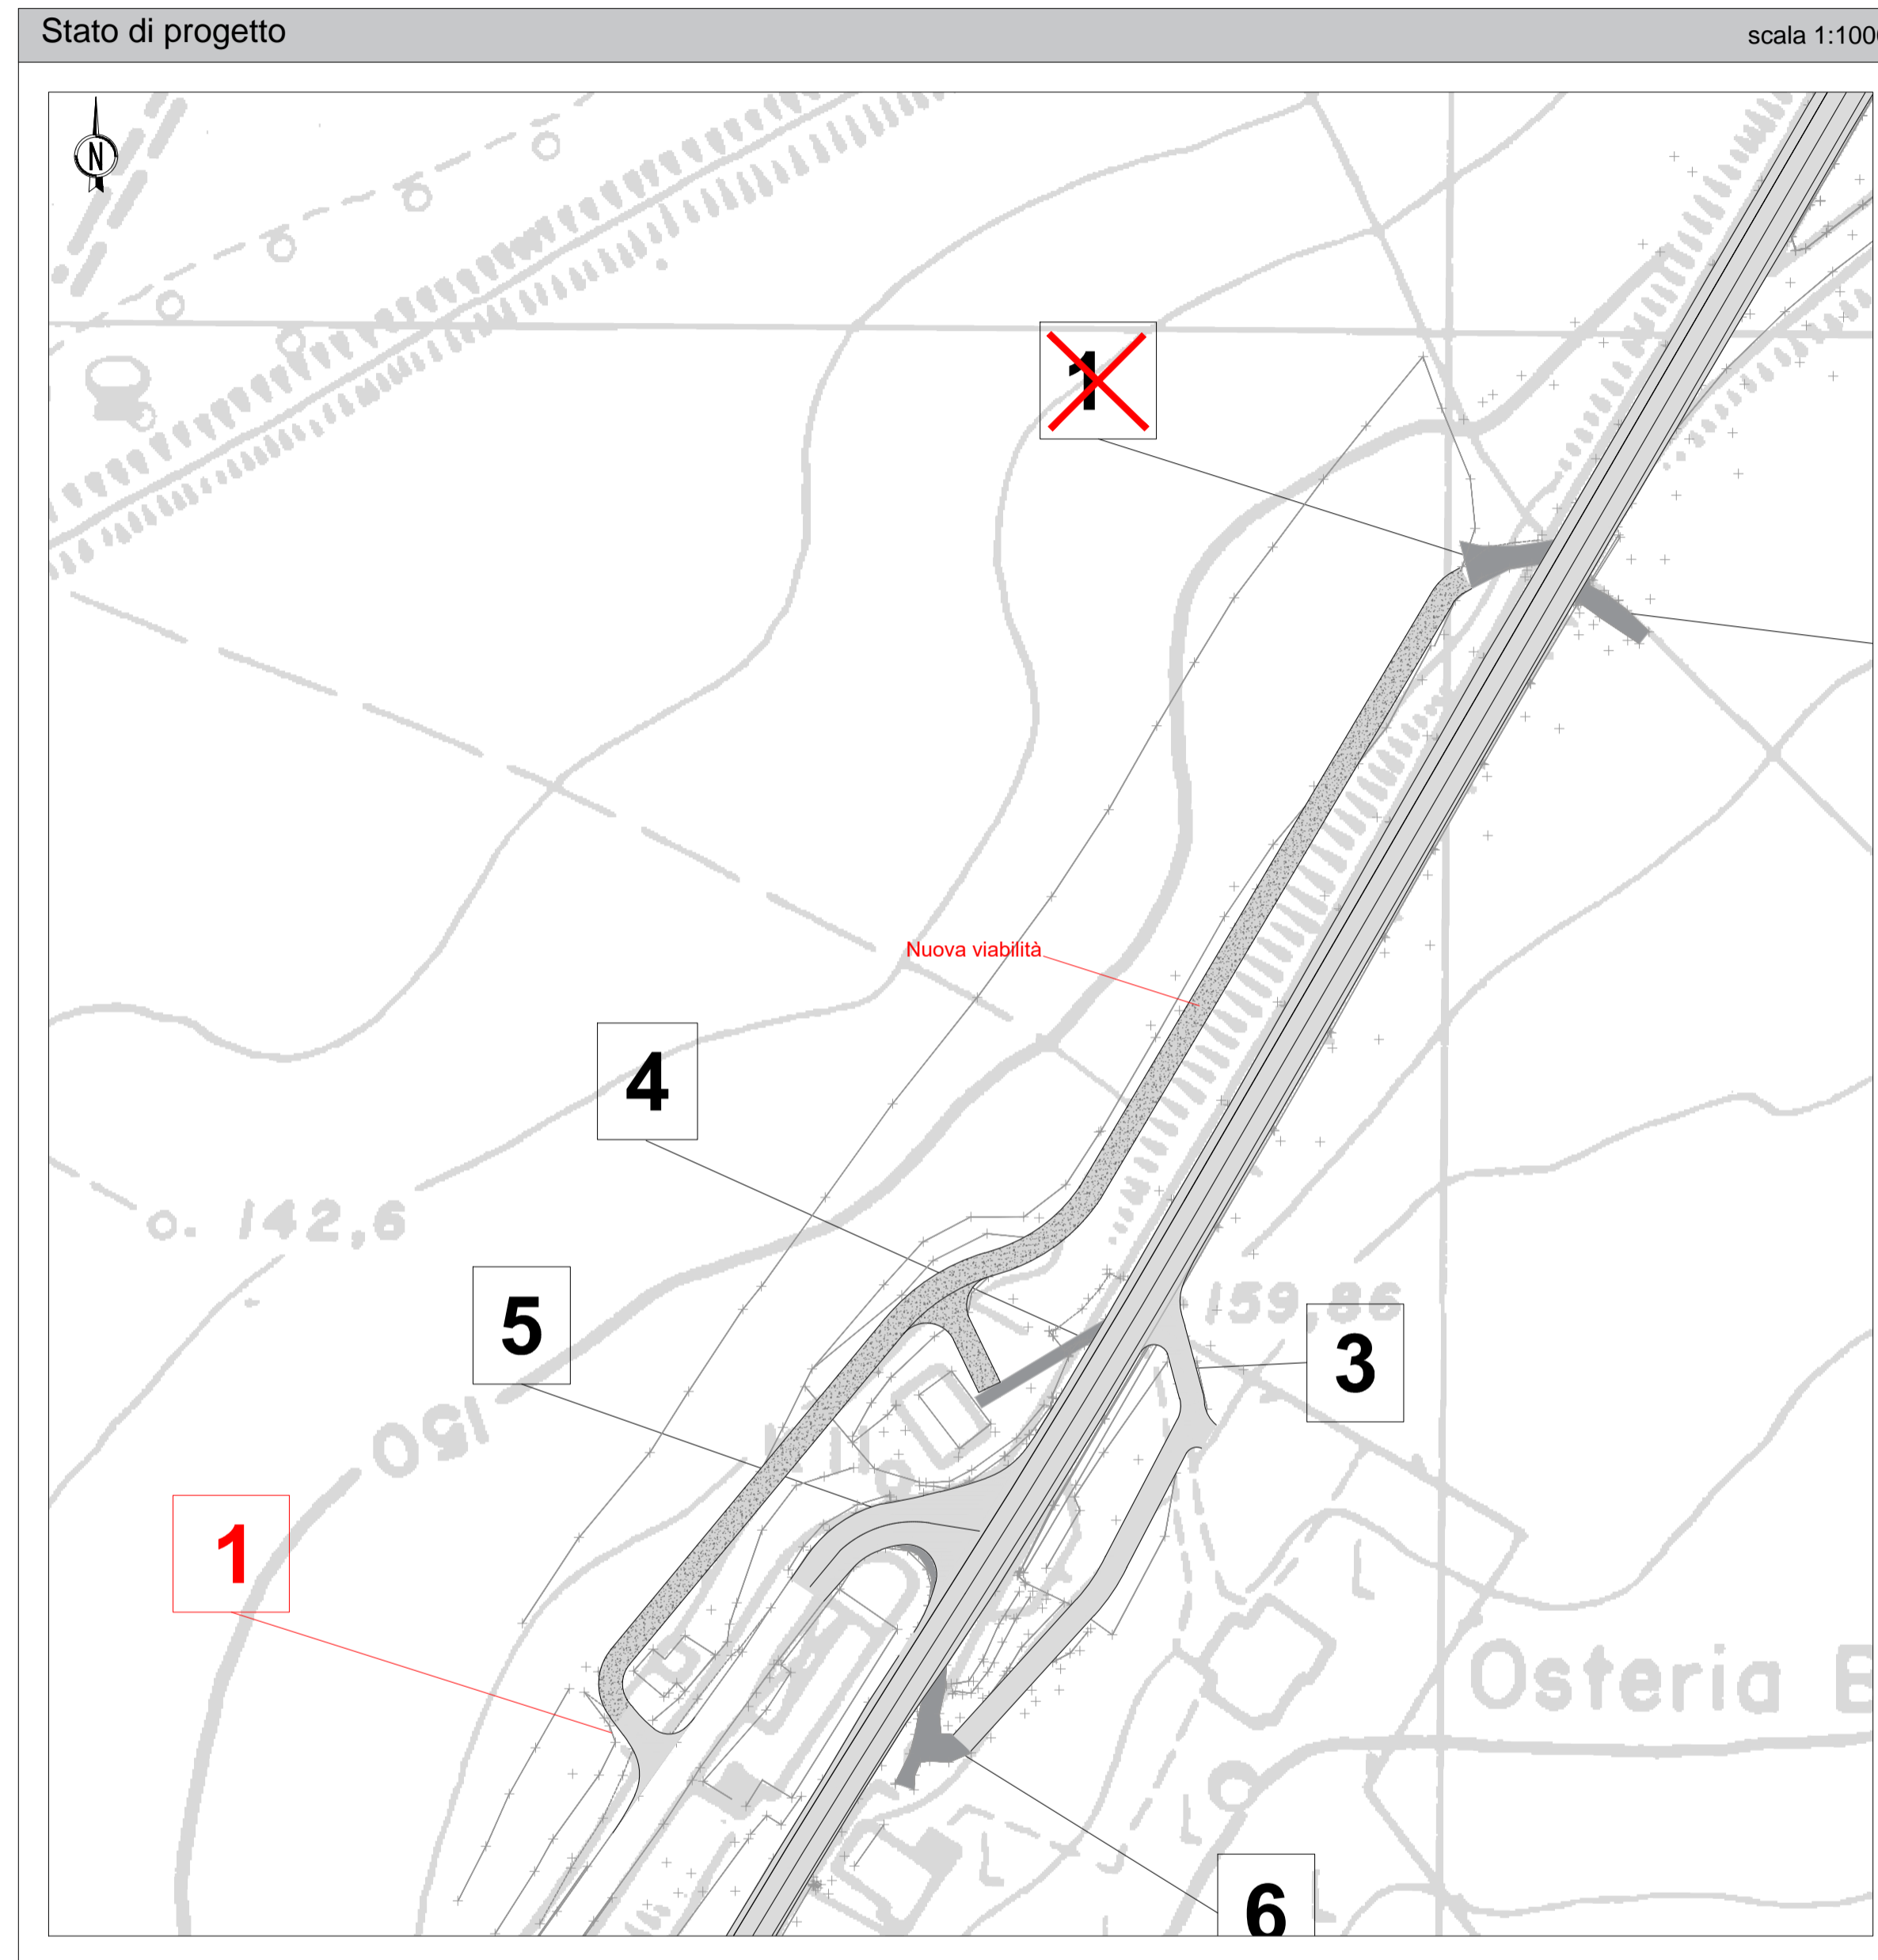 Stato di progetto
scala 1:100
N
1
Nuova viabilità
4
o. 142,6
159,86
5
3
150
1
Osteria
6